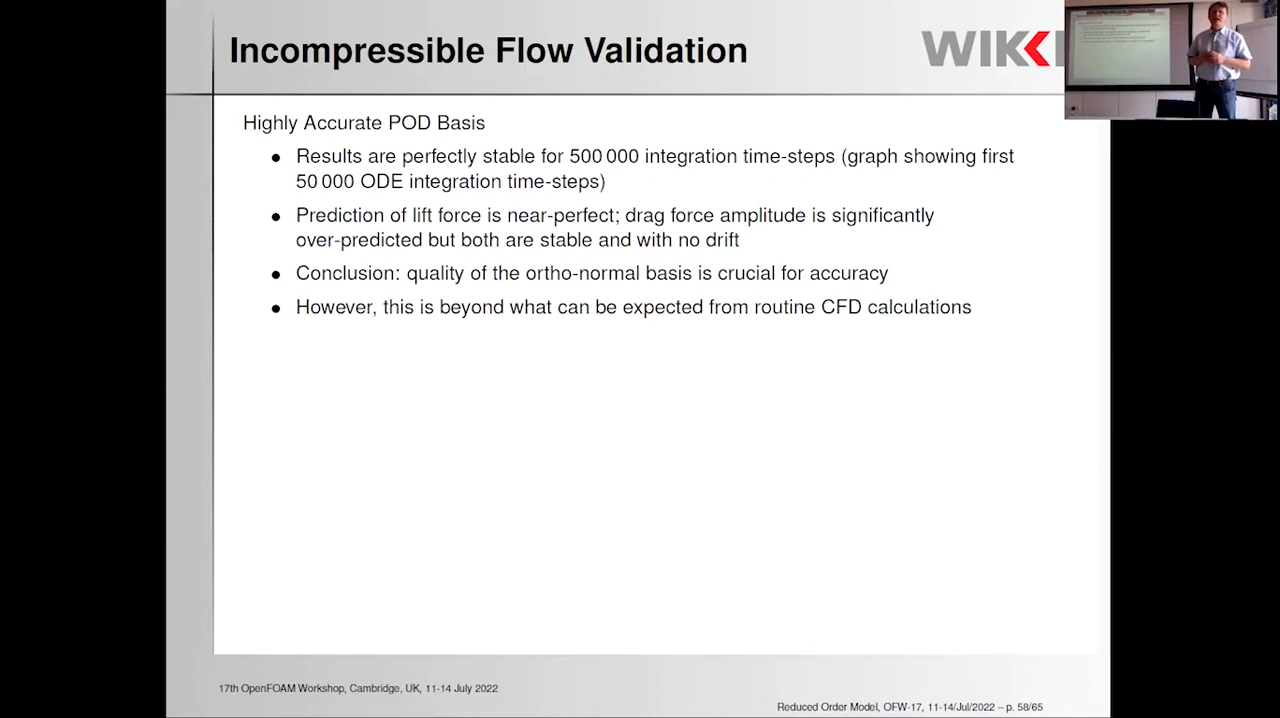 Incompressible Flow Validation
WIKK
Highly Accurate POD Basis
● Results are perfectly stable for 500 000 integration time-steps (graph showing first
50 000 ODE integration time-steps)
● Prediction of lift force is near-perfect; drag force amplitude is significantly
over-predicted but both are stable and with no drift
● Conclusion: quality of the ortho-normal basis is crucial for accuracy
● However, this is beyond what can be expected from routine CFD calculations
17th OpenFOAM Workshop, Cambridge, UK, 11-14 July 2022
Reduced Order Model, OFW-17, 11-14/Jul/2022 – p. 58/65